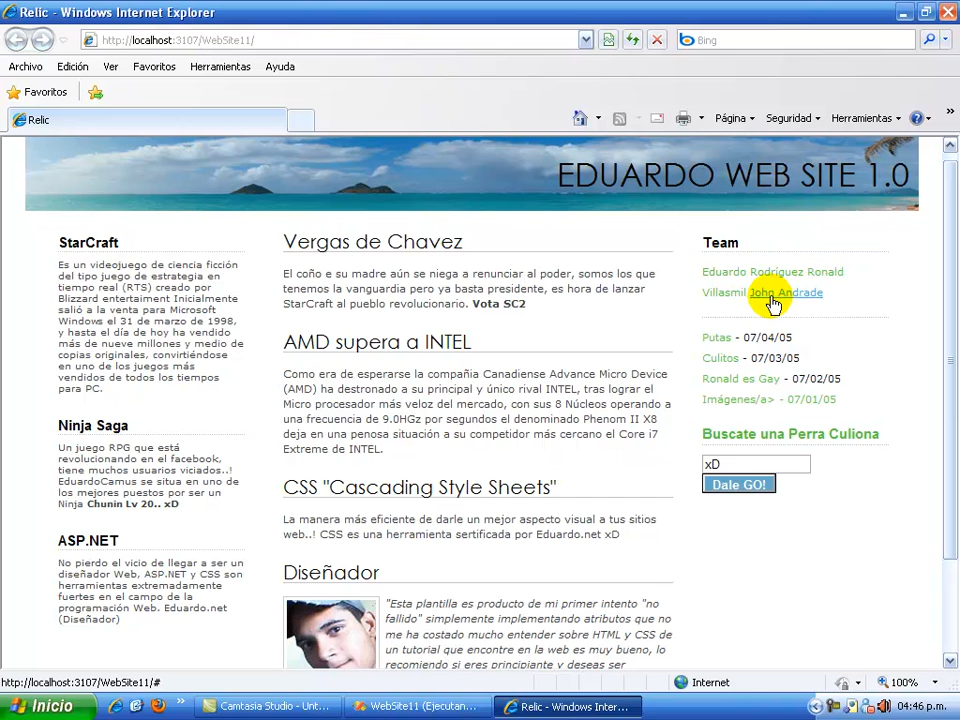 Relic - Windows Internet Explorer
http://localhost:3107/WebSite11/
Bing
Archivo Edición Ver Favoritos Herramientas Ayuda
Favoritos
Relic
Página Seguridad Herramientas
EDUARDO WEB SITE 1.0
StarCraft
Es un videojuego de ciencia ficción
del tipo juego de estrategia en
tiempo real (RTS) creado por
Blizzard entertaiment Inicialmente
salió a la venta para Microsoft
Windows el 31 de marzo de 1998,
y hasta el día de hoy ha vendido
más de nueve millones y medio de
copias originales, convirtiéndose
en uno de los juegos más
vendidos de todos los tiempos
para PC.
Ninja Saga
Un juego RPG que está
revolucionando en el facebook,
tiene muchos usuarios viciados..!
EduardoCamus se situa en uno de
los mejores puestos por ser un
Ninja Chunin Lv 20.. xD
ASP.NET
No pierdo el vicio de llegar a ser un
diseñador Web, ASP.NET y CSS son
herramientas extremadamente
fuertes en el campo de la
programación Web. Eduardo.net
(Diseñador)
Vergas de Chavez
El coño e su madre aún se niega a renunciar al poder, somos los que
tenemos la vanguardia pero ya basta presidente, es hora de lanzar
StarCraft al pueblo revolucionario. Vota SC2
AMD supera a INTEL
Como era de esperarse la compañia Canadiense Advance Micro Device
(AMD) ha destronado a su principal y único rival INTEL, tras lograr el
Micro procesador más veloz del mercado, con sus 8 Núcleos operando a
una frecuencia de 9.0HGz por segundos el denominado Phenom II X8
deja en una penosa situación a su competidor más cercano el Core i7
Extreme de INTEL.
CSS "Cascading Style Sheets"
La manera más eficiente de darle un mejor aspecto visual a tus sitios
web..! CSS es una herramienta sertificada por Eduardo.net xD
Diseñador
"Esta plantilla es producto de mi primer intento "no
fallido" simplemente implementando atributos que no
me ha costado mucho entender sobre HTML y CSS de
un tutorial que encontre en la web es muy bueno, lo
recomiendo si eres principiante y deseas ser
Team
Eduardo Rodríguez Ronald
Villasmil John Andrade
Putas - 07/04/05
Culitos - 07/03/05
Ronald es Gay - 07/02/05
Imágenes/a> - 07/01/05
Buscate una Perra Culiona
xD
Dale GO!
http://localhost:3107/WebSite11/#
Internet
100%
Inicio
Camtasia Studio - Unt...
WebSite11 (Ejecutan...
Relic - Windows Inter...
04:46 p.m.